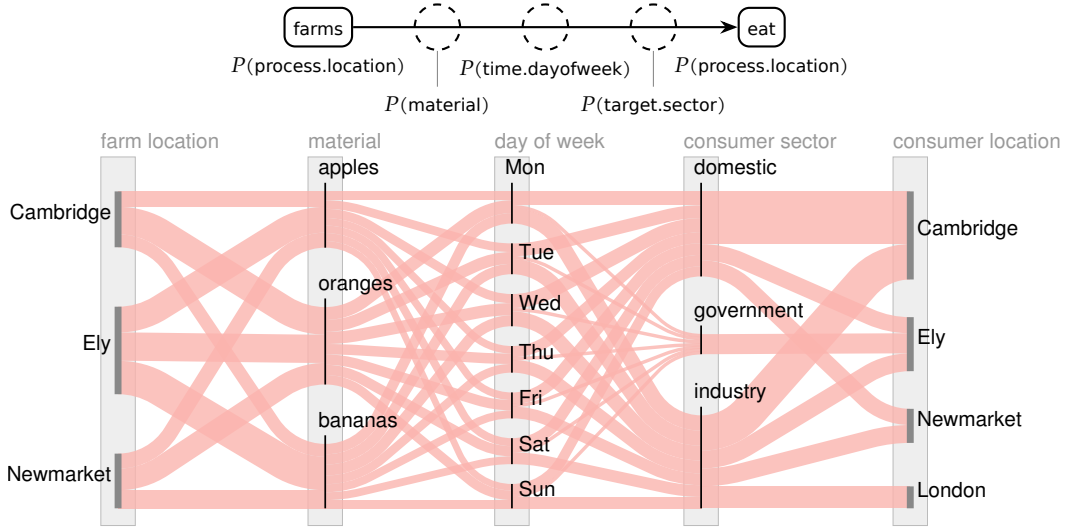 farms
eat
P(process.location)
P(time.dayofweek)
P(process.location)
P(material)
P(target.sector)
farm location
material
day of week
consumer sector
consumer location
apples
Mon
domestic
Cambridge
Cambridge
Tue
oranges
Wed
government
Ely
Ely
Thu
industry
Fri
bananas
Newmarket
Sat
Newmarket
Sun
London